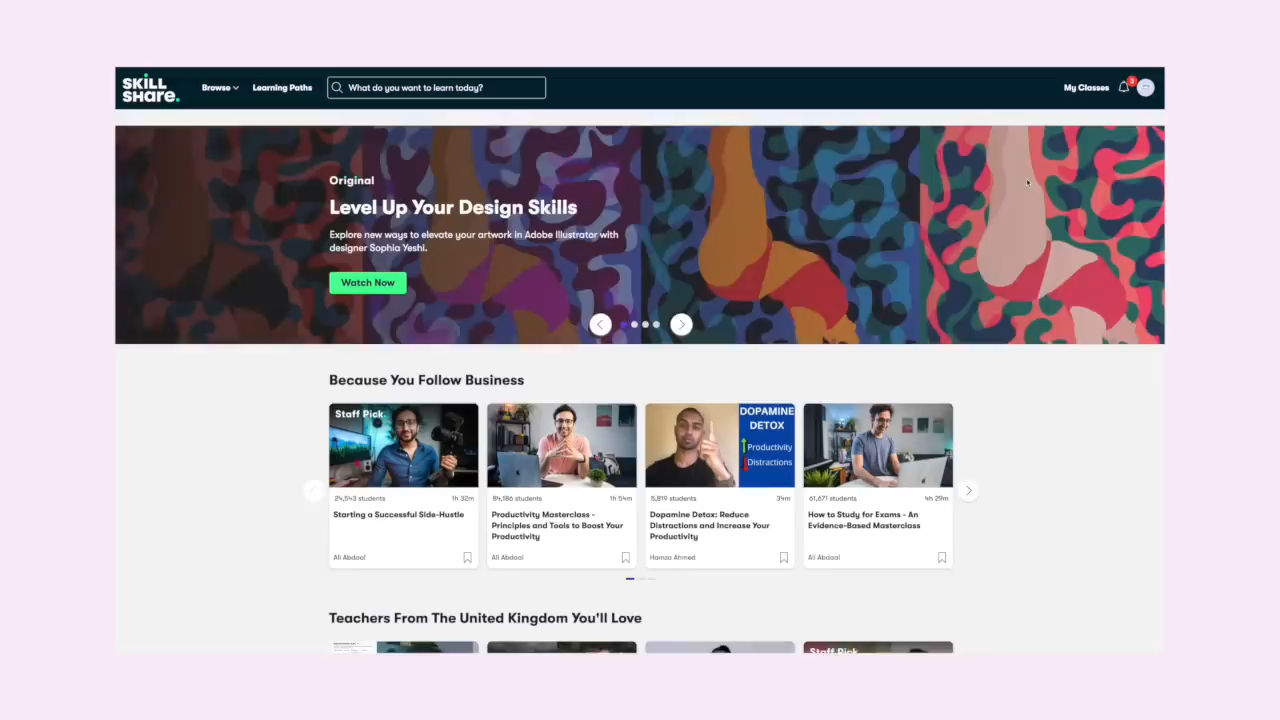 SKILL
SHARE.
Browse
Learning Paths
What do you want to learn today?
My Classes
3
Original
Level Up Your Design Skills
Explore new ways to elevate your artwork in Adobe Illustrator with
designer Sophia Yeshi.
Watch Now
Because You Follow Business
Staff Pick.
24,543 students
1h 32m
Starting a Successful Side-Hustle
Ali Abdaal
84,186 students
1h 54m
Productivity Masterclass -
Principles and Tools to Boost Your
Productivity
Ali Abdaal
DOPAMINE
DETOX
Productivity
Distractions
5,819 students
34m
Dopamine Detox: Reduce
Distractions and Increase Your
Productivity
Hamza Ahmed
61,671 students
4h 29m
How to Study for Exams - An
Evidence-Based Masterclass
Ali Abdaal
Teachers From The United Kingdom You'll Love
Staff Pick